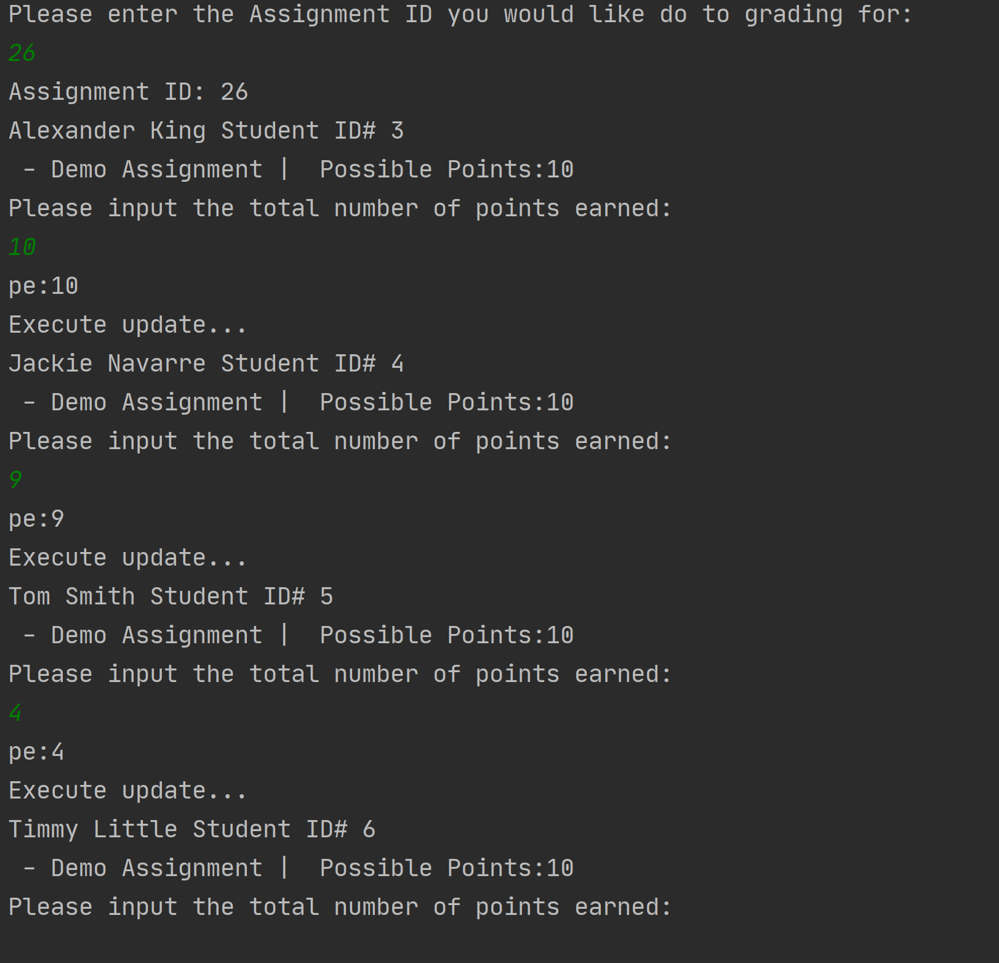 Please enter the Assignment ID you would like do to grading for:
26
Assignment ID: 26
Alexander King Student ID# 3
 - Demo Assignment |  Possible Points:10
Please input the total number of points earned:
10
pe:10
Execute update...
Jackie Navarre Student ID# 4
 - Demo Assignment |  Possible Points:10
Please input the total number of points earned:
9
pe:9
Execute update...
Tom Smith Student ID# 5
 - Demo Assignment |  Possible Points:10
Please input the total number of points earned:
4
pe:4
Execute update...
Timmy Little Student ID# 6
 - Demo Assignment |  Possible Points:10
Please input the total number of points earned: